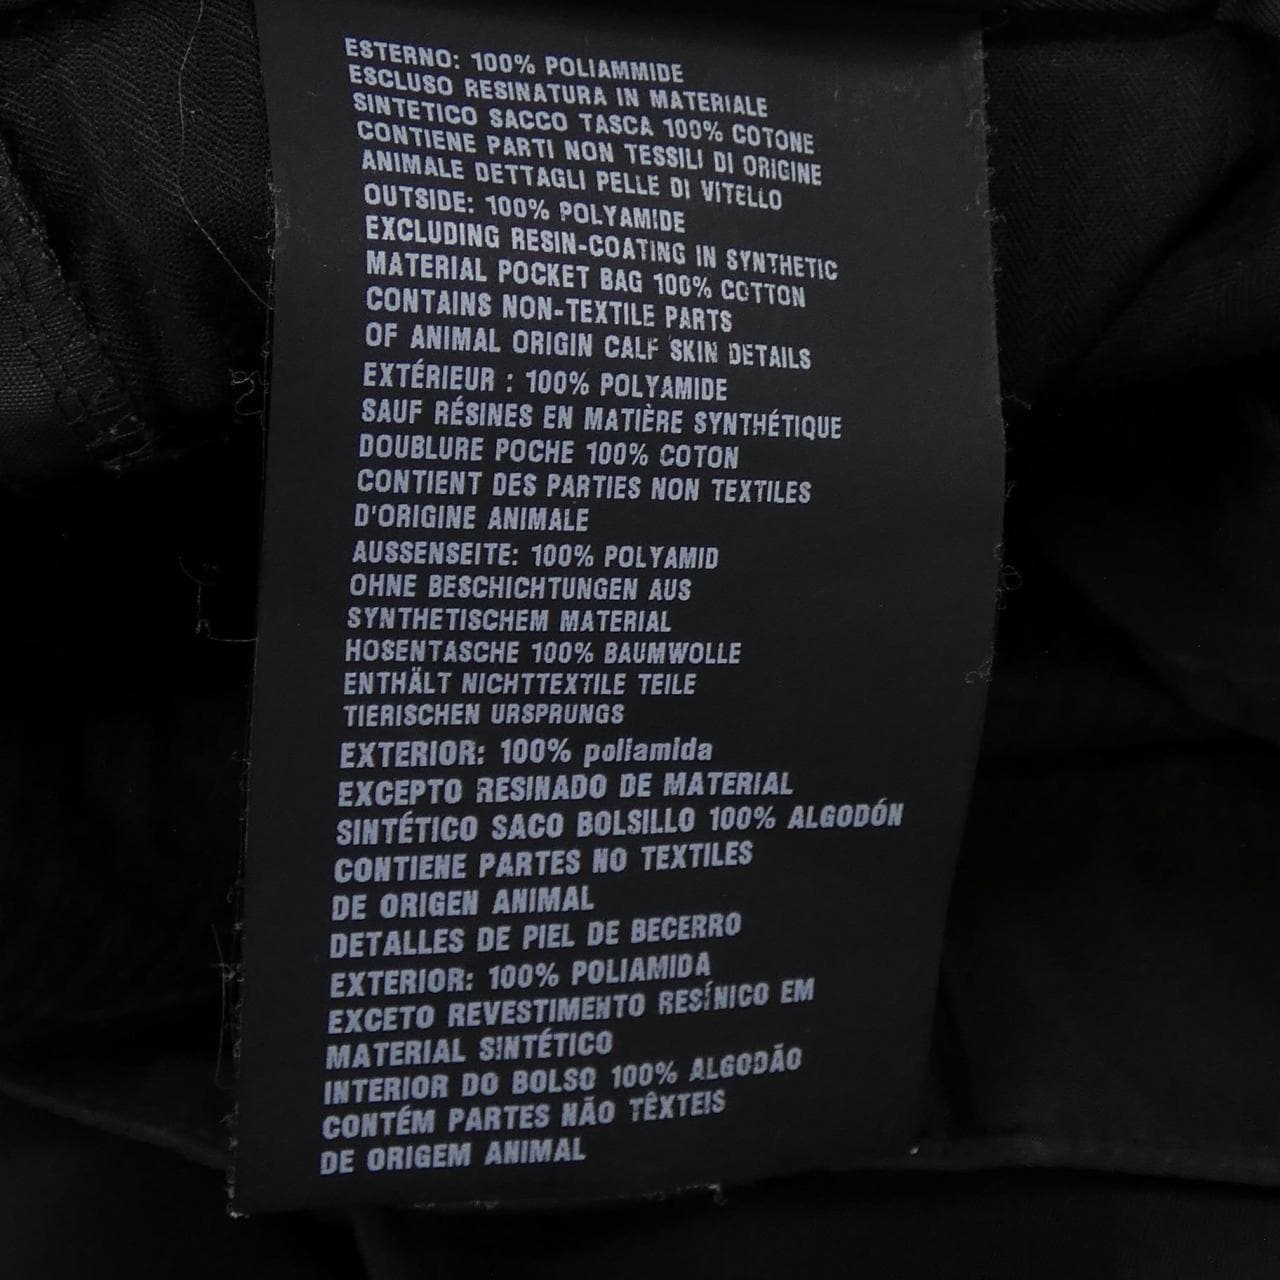 ESTERNO: 100% POLIAMMIDE
ESCLUSO RESINATURA IN MATERIALE
SINTETICO SACCO TASCA 100% COTONE
CONTIENE PARTI NON TESSILI DI ORIGINE
ANIMALE DETTAGLI PELLE DI VITELLO
OUTSIDE: 100% POLYAMIDE
EXCLUDING RESIN-COATING IN SYNTHETIC
MATERIAL POCKET BAG 100% COTTON
CONTAINS NON-TEXTILE PARTS
OF ANIMAL ORIGIN CALF SKIN DETAILS
EXTÉRIEUR : 100% POLYAMIDE
SAUF RÉSINES EN MATIÈRE SYNTHÉTIQUE
DOUBLURE POCHE 100% COTON
CONTIENT DES PARTIES NON TEXTILES
D'ORIGINE ANIMALE
AUSSENSEITE: 100% POLYAMID
OHNE BESCHICHTUNGEN AUS
SYNTHETISCHEM MATERIAL
HOSENTASCHE 100% BAUMWOLLE
ENTHÄLT NICHTTEXTILE TEILE
TIERISCHEN URSPRUNGS
EXTERIOR: 100% poliamida
EXCEPTO RESINADO DE MATERIAL
SINTÉTICO SACO BOLSILLO 100% ALGODÓN
CONTIENE PARTES NO TEXTILES
DE ORIGEN ANIMAL
DETALLES DE PIEL DE BECERRO
EXTERIOR: 100% POLIAMIDA
EXCETO REVESTIMENTO RESÍNICO EM
MATERIAL SINTÉTICO
INTERIOR DO BOLSO 100% ALGODÃO
CONTÉM PARTES NÃO TÊXTEIS
DE ORIGEM ANIMAL